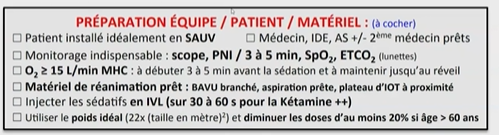 PRÉPARATION ÉQUIPE / PATIENT / MATÉRIEL : (à cocher)
☐ Patient installé idéalement en SAUV ☐ Médecin, IDE, AS +/- 2ème médecin prêts
☐ Monitorage indispensable : scope, PNI / 3 à 5 min, SpO₂, ETCO₂ (lunettes)
☐ O₂ ≥ 15 L/min MHC : à débuter 3 à 5 min avant la sédation et à maintenir jusqu'au réveil
☐ Matériel de réanimation prêt : BAVU branché, aspiration prête, plateau d'IOT à proximité
☐ Injecter les sédatifs en IVL (sur 30 à 60 s pour la Kétamine ++)
☐ Utiliser le poids idéal (22x (taille en mètre)²) et diminuer les doses d'au moins 20% si âge > 60 ans